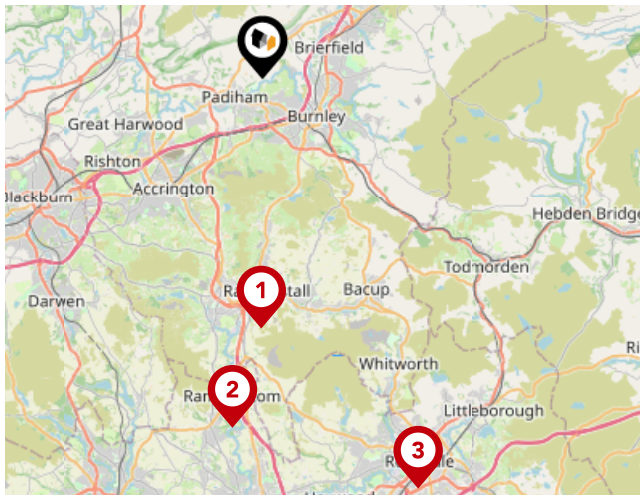 Brierfield
Padiham
Burnley
Great Harwood
Rishton
Accrington
Blackburn
Hebden Bridge
Todmorden
1
Bacup
Darwen
Whitworth
2
Littleborough
3